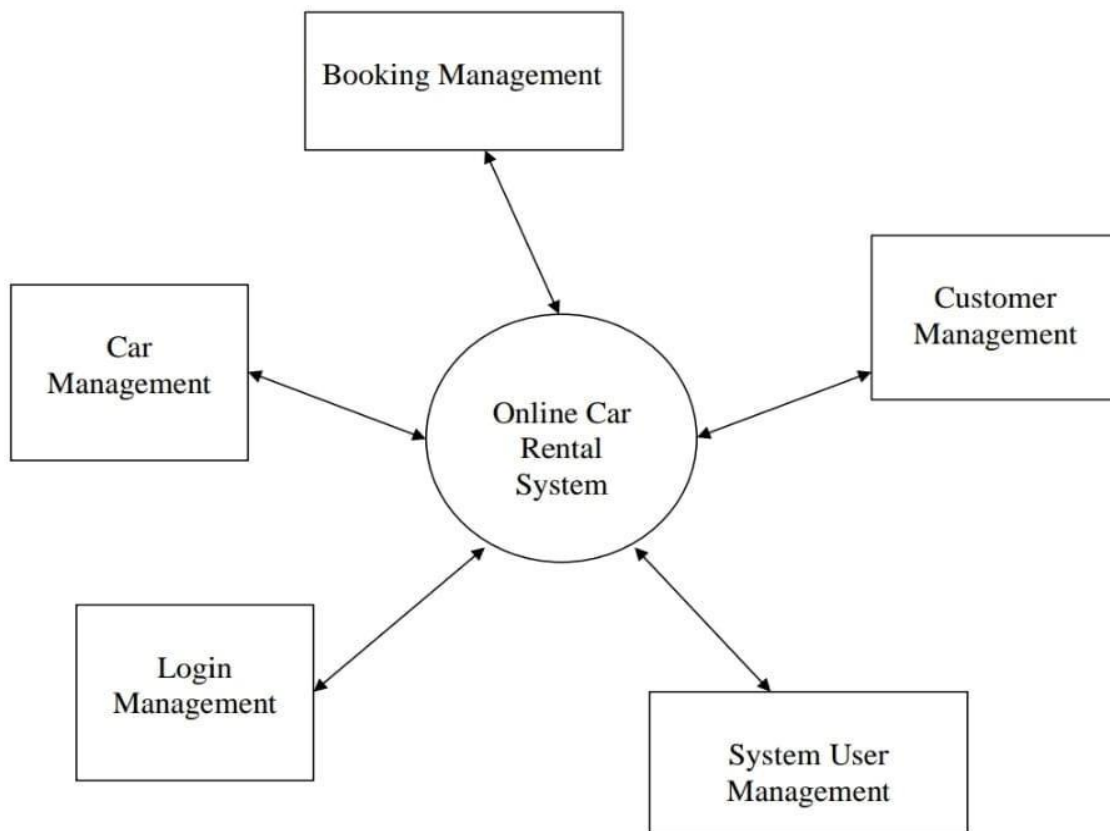 Booking Management
Customer
Management
Car
Management
Online Car
Rental
System
Login
Management
System User
Management